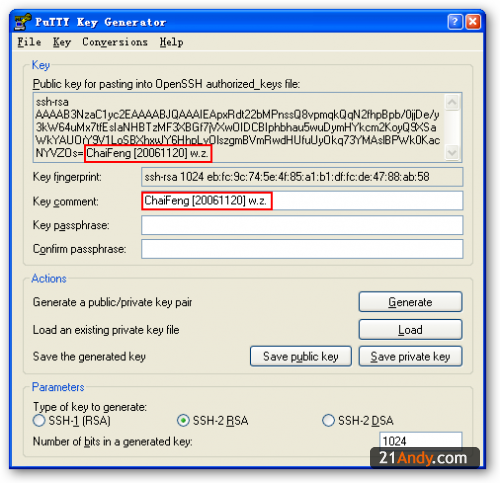 PuTTY Key Generator
File Key Conversions Help
Key
Public key for pasting into OpenSSH authorized_keys file:
ssh-rsa
NYVZOs= ChaiFeng [20061120] w.z.
Key fingerprint: ssh-rsa 1024 eb:fc:9c:74:5e:4f:85:a1:b1:df:fc:de:47:88:ab:58
Key comment: ChaiFeng [20061120] w.z.
Key passphrase:
Confirm passphrase:
Actions
Generate a public/private key pair Generate
Load an existing private key file Load
Save the generated key Save public key Save private key
Parameters
Type of key to generate:
SSH-1 (RSA) SSH-2 RSA SSH-2 DSA
Number of bits in a generated key: 1024
21Andy.com